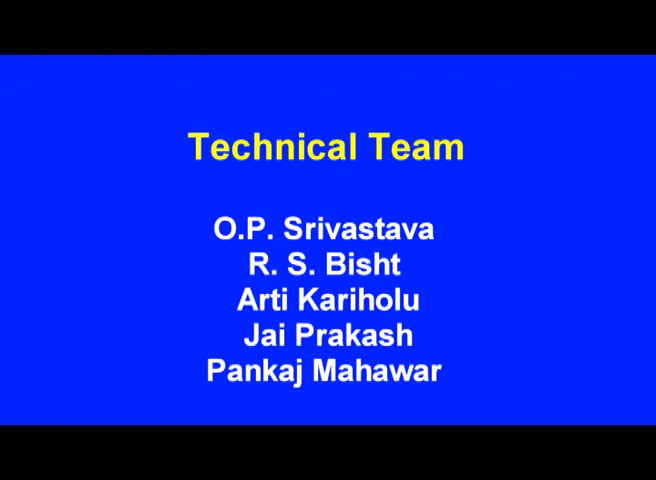 Technical Team
O.P. Srivastava
R. S. Bisht
Arti Kariholu
Jai Prakash
Pankaj Mahawar